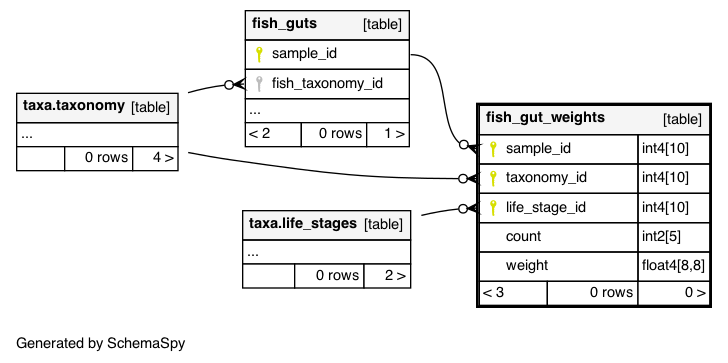 fish_guts [table]
sample_id
fish_taxonomy_id
...
< 2 0 rows 1 >
taxa.taxonomy [table]
...
0 rows 4 >
fish_gut_weights [table]
sample_id int4[10]
taxonomy_id int4[10]
life_stage_id int4[10]
count int2[5]
weight float4[8,8]
< 3 0 rows 0 >
taxa.life_stages [table]
...
0 rows 2 >
Generated by SchemaSpy